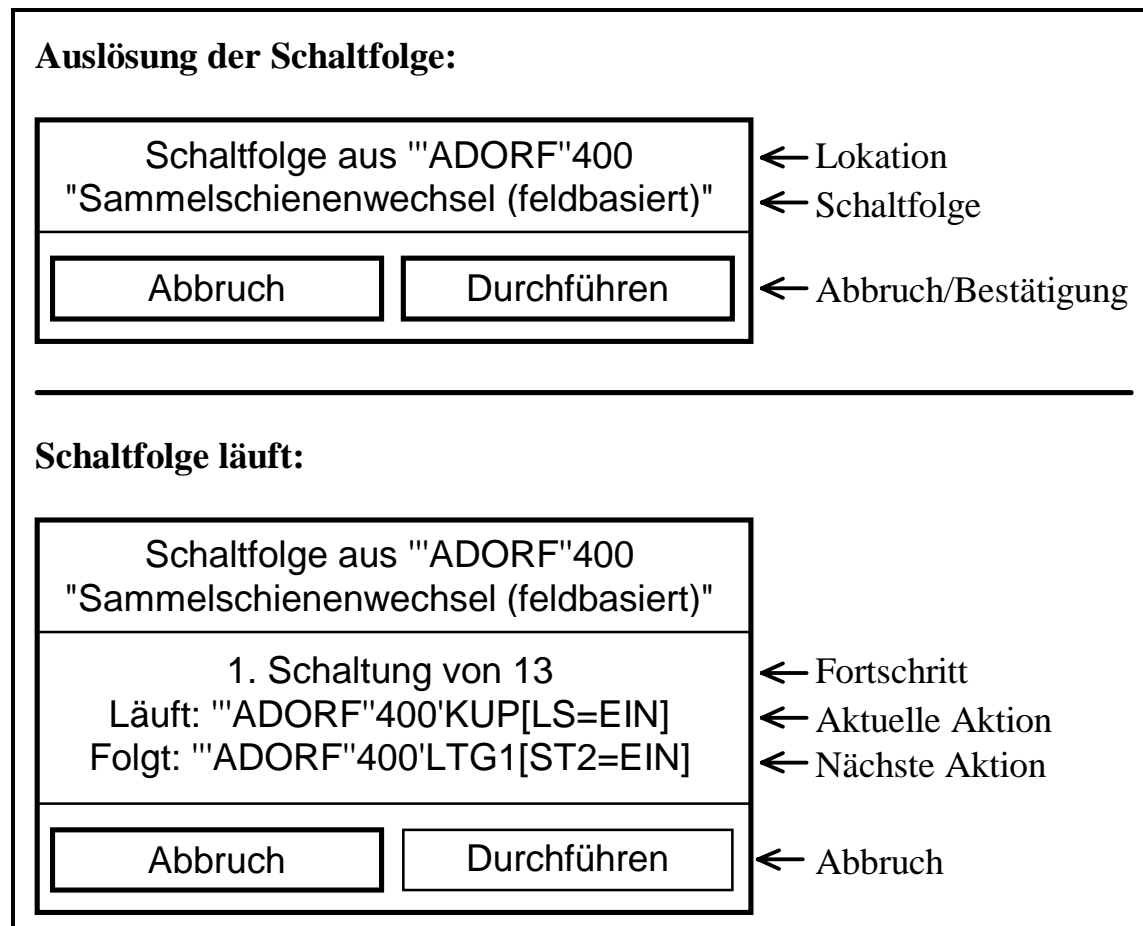 Auslösung der Schaltfolge:
Schaltfolge aus '''ADORF''400
"Sammelschienenwechsel (feldbasiert)"
Lokation
Schaltfolge
Abbruch
Durchführen
Abbruch/Bestätigung
Schaltfolge läuft:
Schaltfolge aus '''ADORF''400
"Sammelschienenwechsel (feldbasiert)"
1. Schaltung von 13
Läuft: '''ADORF''400'KUP[LS=EIN]
Folgt: '''ADORF''400'LTG1[ST2=EIN]
Fortschritt
Aktuelle Aktion
Nächste Aktion
Abbruch
Durchführen
Abbruch